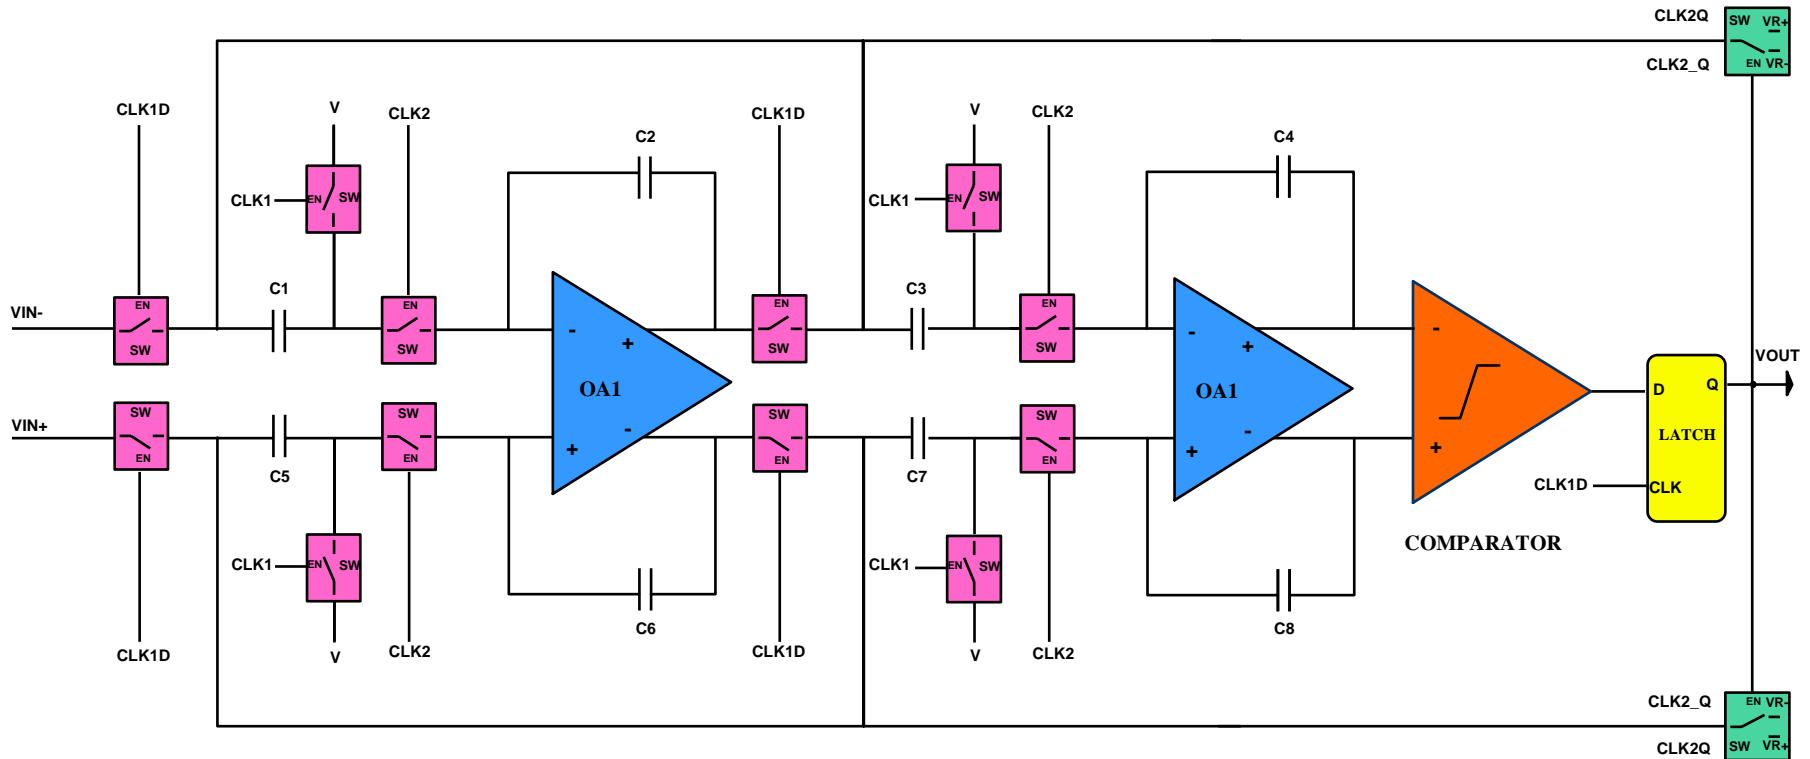 CLK2Q
SW VR+
CLK2_Q
EN VR-
CLK1D
V
CLK2
C2
CLK1D
V
CLK2
C4
CLK1
EN SW
CLK1
EN SW
VIN-
EN
SW
C1
EN
SW
-
+
OA1
+
-
EN
SW
C3
EN
SW
-
+
OA1
+
-
-
+
COMPARATOR
D
Q
LATCH
CLK
CLK1D
VOUT
VIN+
SW
EN
C5
SW
EN
SW
EN
C7
SW
EN
CLK1
EN SW
CLK1
EN SW
CLK1D
V
CLK2
C6
CLK1D
V
CLK2
C8
CLK2_Q
EN VR-
CLK2Q
SW VR+